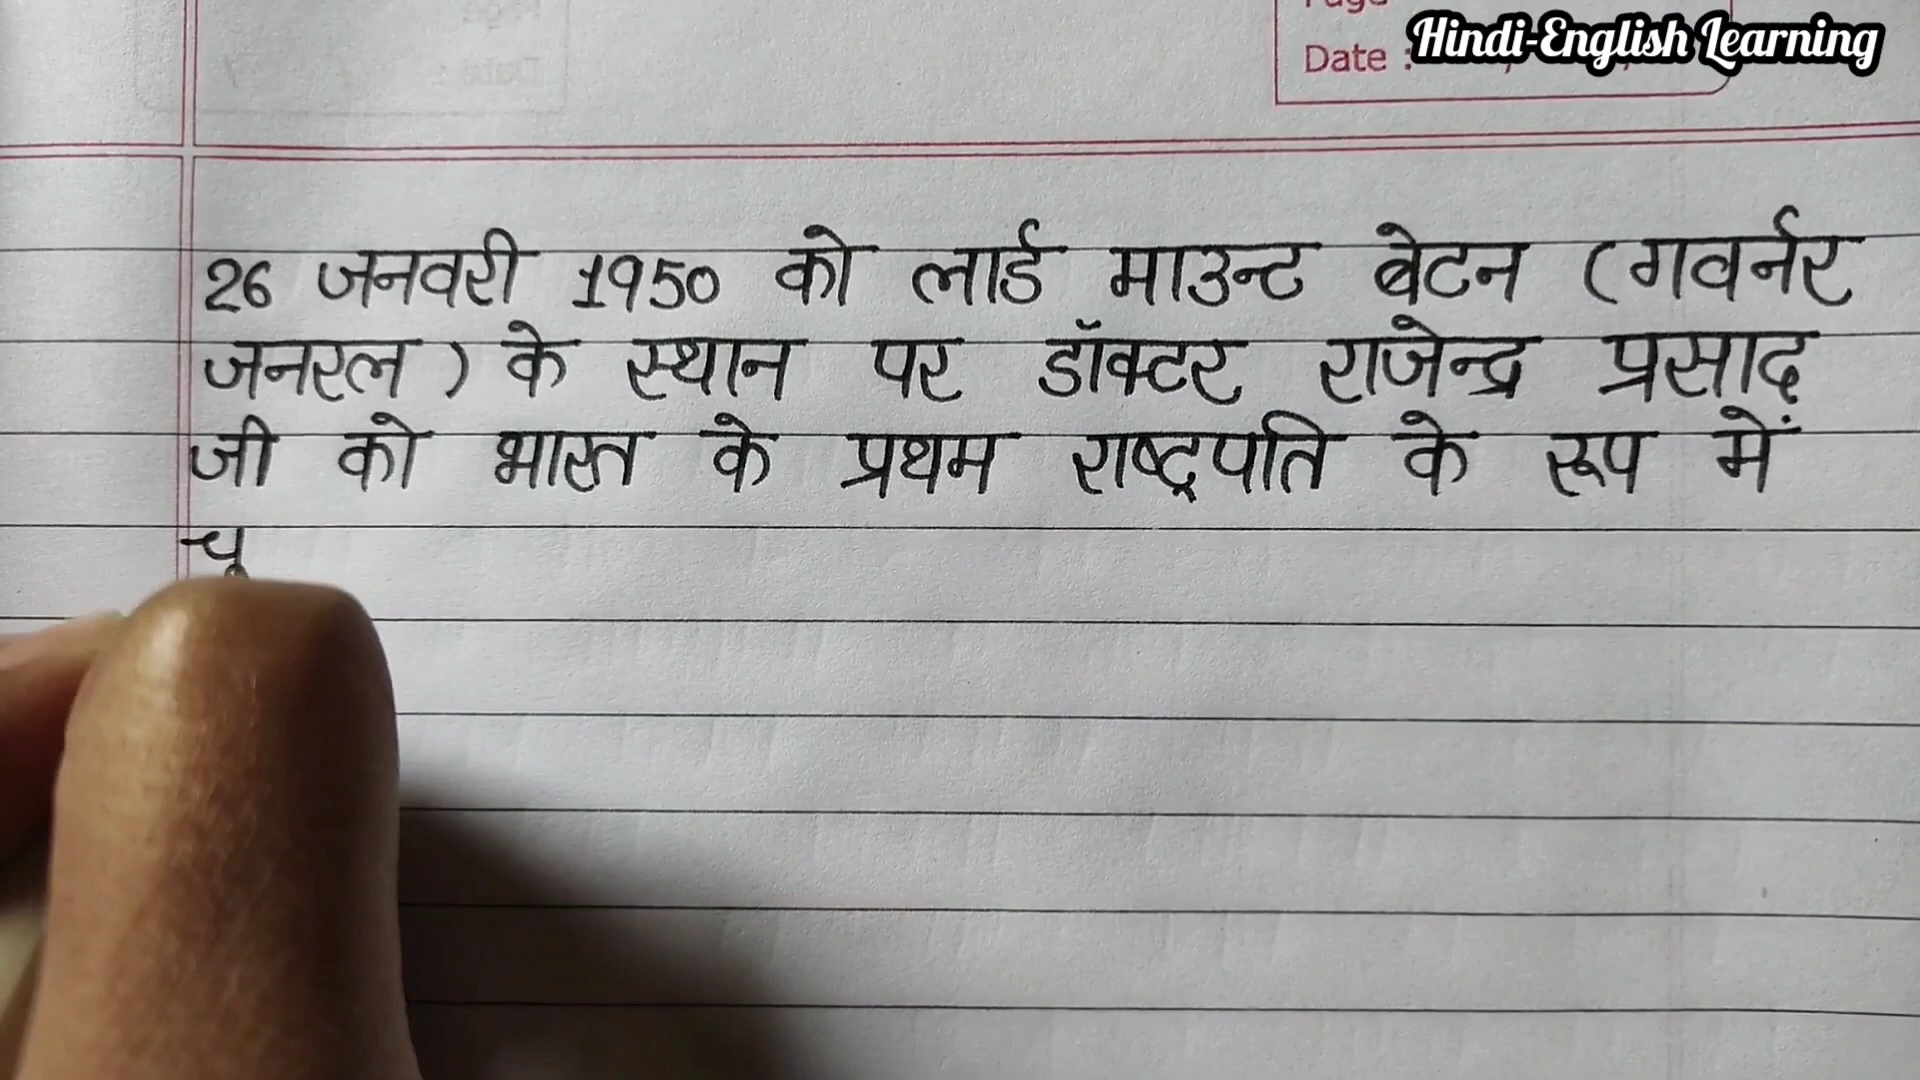 Hindi-English Learning
Date :
26 जनवरी 1950 को लार्ड माउन्ट बेटन (गवर्नर
जनरल) के स्थान पर डॉक्टर राजेन्द्र प्रसाद
जी को भारत के प्रथम राष्ट्रपति के रूप में
चू